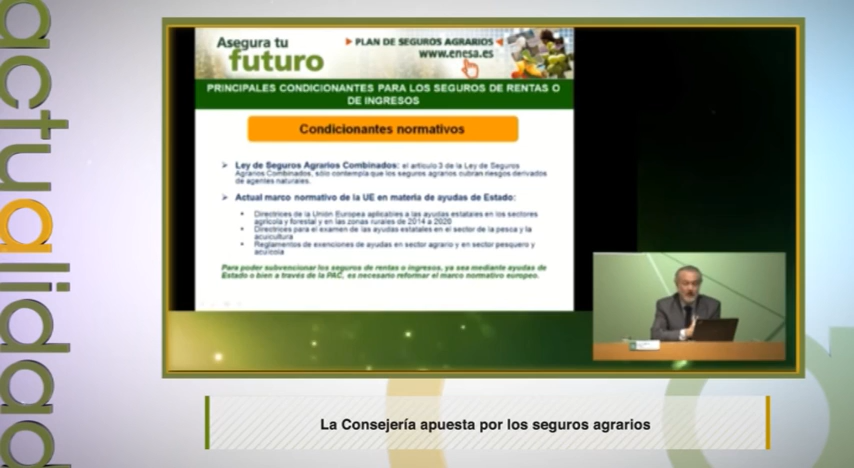 actualidad
Asegura tu
futuro
PLAN DE SEGUROS AGRARIOS
www.enesa.es
PRINCIPALES CONDICIONANTES PARA LOS SEGUROS DE RENTAS O
DE INGRESOS
Condicionantes normativos
Ley de Seguros Agrarios Combinados: el artículo 3 de la Ley de Seguros
Agrarios Combinados, sólo contempla que los seguros agrarios cubran riesgos derivados
de agentes naturales.
Actual marco normativo de la UE en materia de ayudas de Estado:
Directrices de la Unión Europea aplicables a las ayudas estatales en los sectores
agrícola y forestal y en las zonas rurales de 2014 a 2020
Directrices para el examen de las ayudas estatales en el sector de la pesca y la
acuicultura
Reglamentos de exenciones de ayudas en sector agrario y en sector pesquero y
acuícola
Para poder subvencionar los seguros de rentas o ingresos, ya sea mediante ayudas de
Estado o bien a través de la PAC, es necesario reformar el marco normativo europeo.
La Consejería apuesta por los seguros agrarios